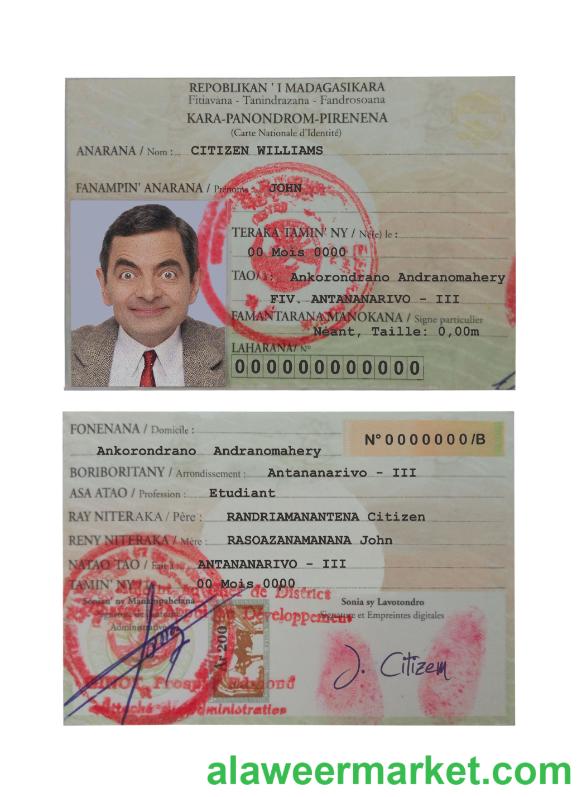 REPOBLIKAN ' I MADAGASIKARA
Fitiavana - Tanindrazana - Fandrosoana
KARA-PANONDROM-PIRENENA
(Carte Nationale d'Identité)
ANARANA / Nom :.. CITIZEN WILLIAMS
FANAMPIN' ANARANA / Prénoms : JOHN
TERAKA TAMIN' NY / Né(e) le :
00 Mois 0000
TAO / à : Ankorondrano Andranomahery
FIV. ANTANANARIVO - III
FAMANTARANA MANOKANA / Signe particulier
Néant, Taille: 0,00m
LAHARANA / N°
000000000000
FONENANA / Domicile :
N°0000000/B
Ankorondrano Andranomahery
BORIBORITANY / Arrondissement : Antananarivo - III
ASA ATAO / Profession : Etudiant
RAY NITERAKA / Père : RANDRIAMANANTENA Citizen
RENY NITERAKA / Mère : RASOAZANAMANANA John
NATAO TAO / Fait à : ANTANANARIVO - III
TAMIN' NY / 00 Mois 0000
de District
Développement
Sonia sy Lavotondro
Signature et Empreintes digitales
Ar 200
J. Citizem
Administration
alaweermarket.com